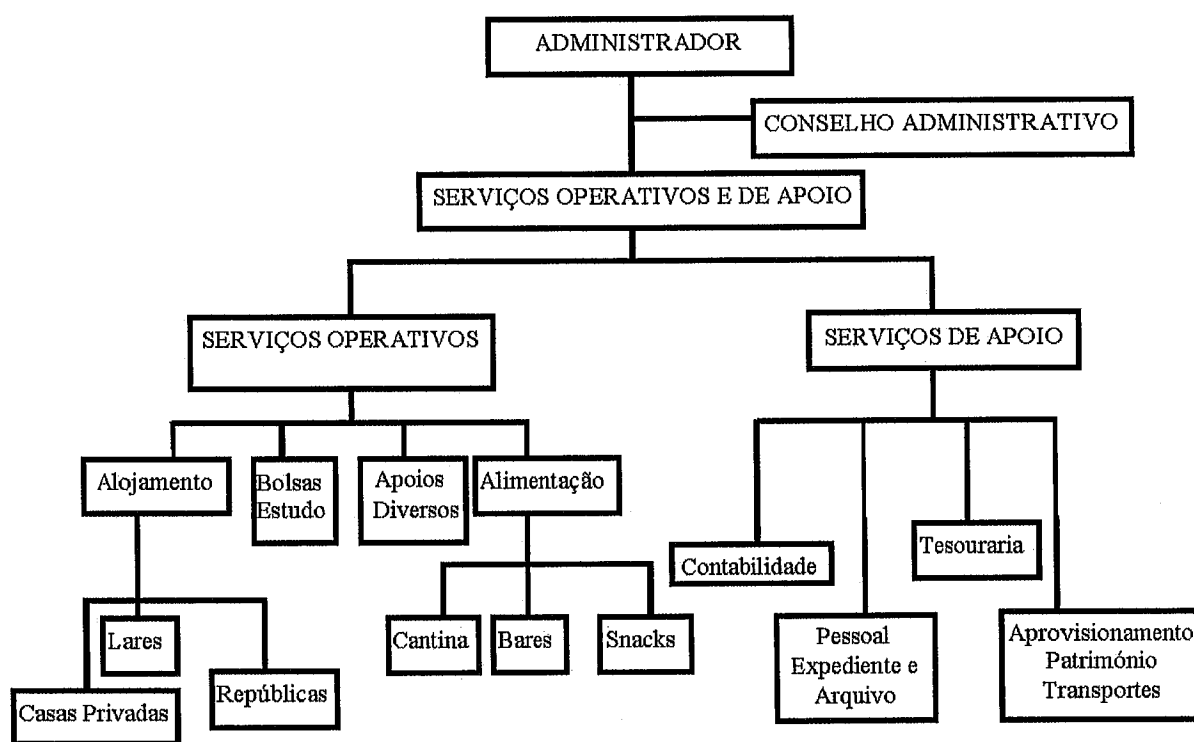 ADMINISTRADOR
CONSELHO ADMINISTRATIVO
SERVIÇOS OPERATIVOS E DE APOIO
SERVIÇOS OPERATIVOS
SERVIÇOS DE APOIO
Alojamento
Bolsas
Estudo
Apoios
Diversos
Alimentação
Contabilidade
Tesouraria
Lares
Casas Privadas
Repúblicas
Cantina
Bares
Snacks
Pessoal
Expediente e
Arquivo
Aprovisionamento
Património
Transportes